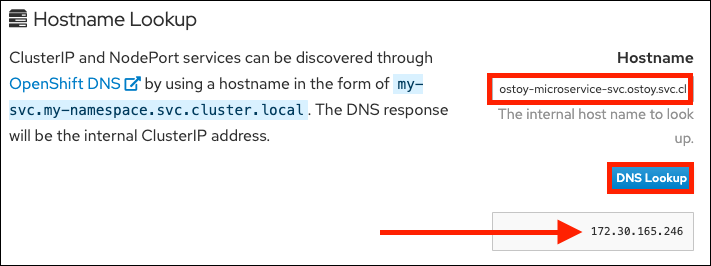 Hostname Lookup
ClusterIP and NodePort services can be discovered through
OpenShift DNS by using a hostname in the form of my-
svc.my-namespace.svc.cluster.local. The DNS response
will be the internal ClusterIP address.
Hostname
ostoy-microservice-svc.ostoy.svc.cl
The internal host name to look
up.
DNS Lookup
172.30.165.246